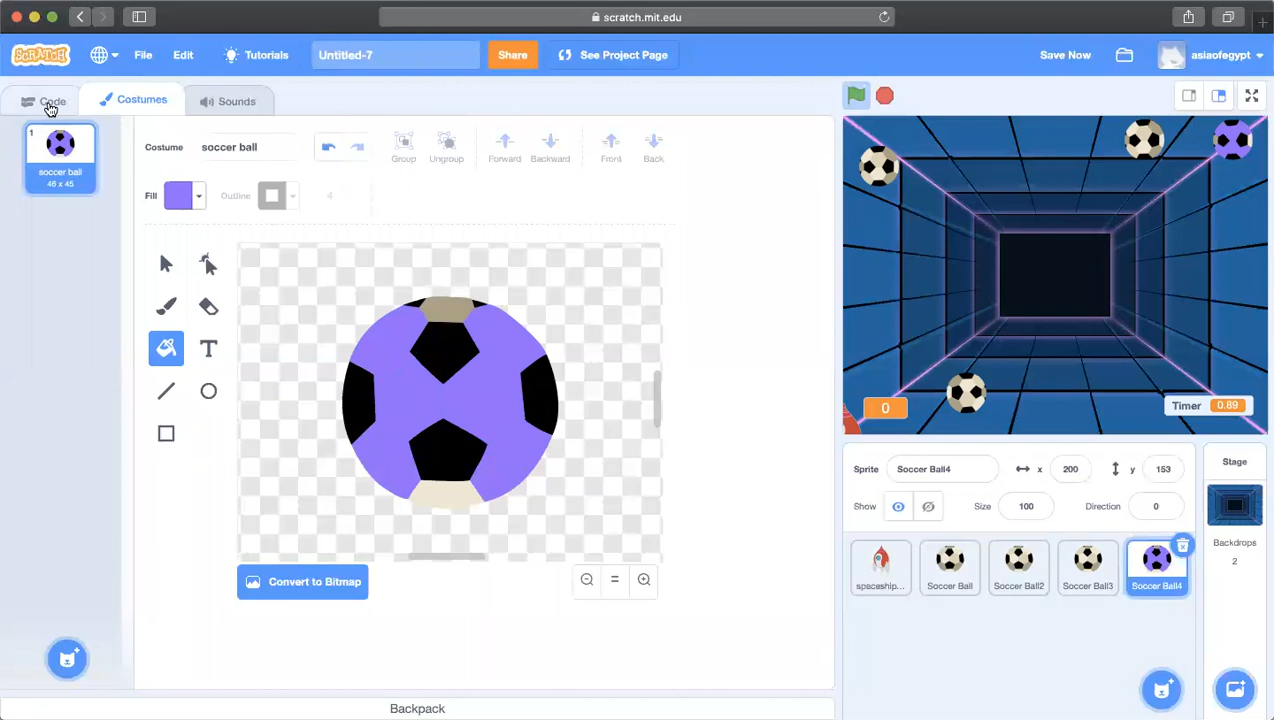 scratch.mit.edu
SCRATCH
File
Edit
Tutorials
Untitled-7
Share
See Project Page
Save Now
asiaofegypt
Code
Costumes
Sounds
1
soccer ball
46 x 45
Costume
soccer ball
Group
Ungroup
Forward
Backward
Front
Back
Fill
Outline
4
T
Convert to Bitmap
=
Backpack
0
Timer 0.89
Sprite
Soccer Ball4
x
200
y
153
Show
Size
100
Direction
0
spaceship...
Soccer Ball
Soccer Ball2
Soccer Ball3
Soccer Ball4
Stage
Backdrops
2